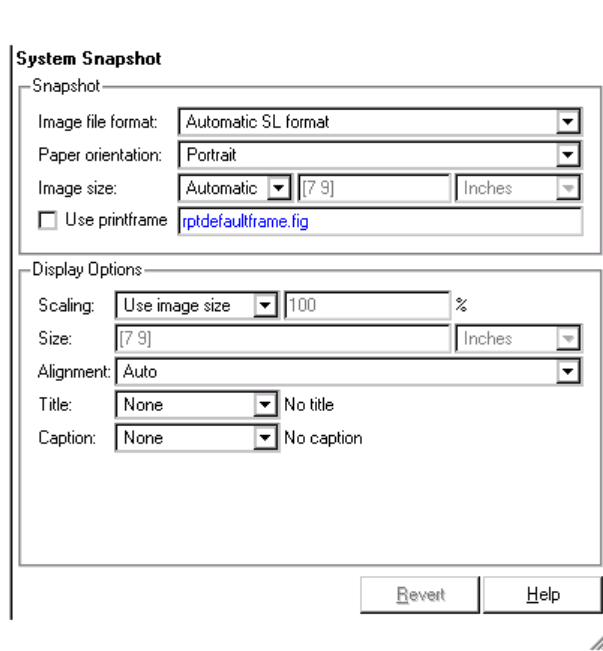 System Snapshot
Snapshot
Image file format: Automatic SL format
Paper orientation: Portrait
Image size: Automatic [7 9] Inches
Use printframe rptdefaultframe.fig
Display Options
Scaling: Use image size 100 %
Size: [7 9] Inches
Alignment: Auto
Title: None No title
Caption: None No caption
Revert Help